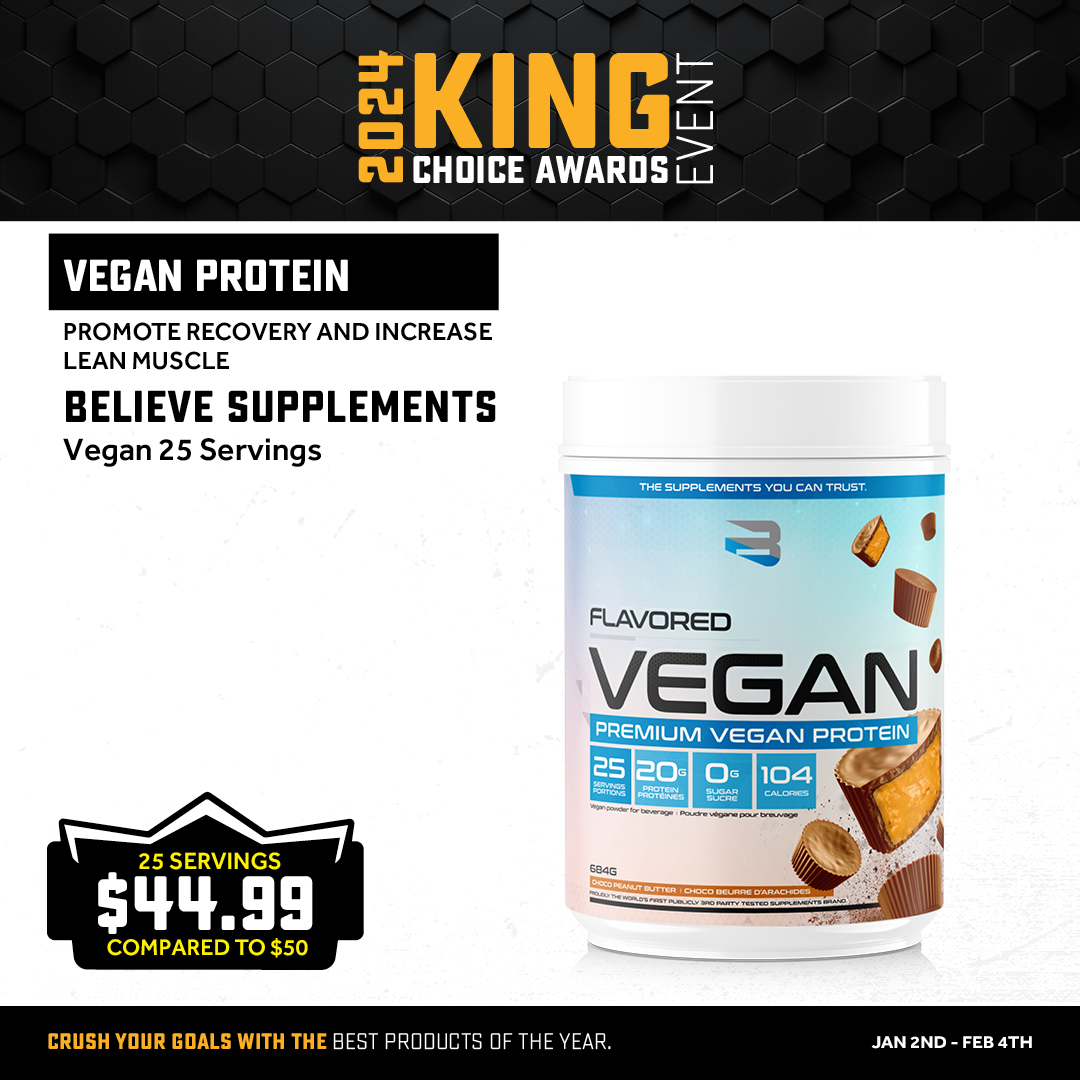 2024
KING
CHOICE AWARDS
EVENT
VEGAN PROTEIN
PROMOTE RECOVERY AND INCREASE
LEAN MUSCLE
BELIEVE SUPPLEMENTS
Vegan 25 Servings
THE SUPPLEMENTS YOU CAN TRUST.
FLAVORED
VEGAN
PREMIUM VEGAN PROTEIN
25 SERVINGS PORTIONS
20G PROTEIN PROTÉINES
0G SUGAR SUCRE
104 CALORIES
Vegan powder for beverage | Poudre végane pour breuvage
684G
CHOCO PEANUT BUTTER | CHOCO BEURRE D'ARACHIDES
PROUDLY THE WORLD'S FIRST PUBLICLY 3RD PARTY TESTED SUPPLEMENTS BRAND.
25 SERVINGS
$44.99
COMPARED TO $50
CRUSH YOUR GOALS WITH THE BEST PRODUCTS OF THE YEAR.
JAN 2ND - FEB 4TH